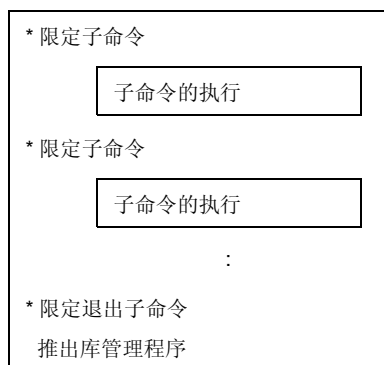 * 限定子命令
子命令的执行
* 限定子命令
子命令的执行
:
* 限定退出子命令
推出库管理程序